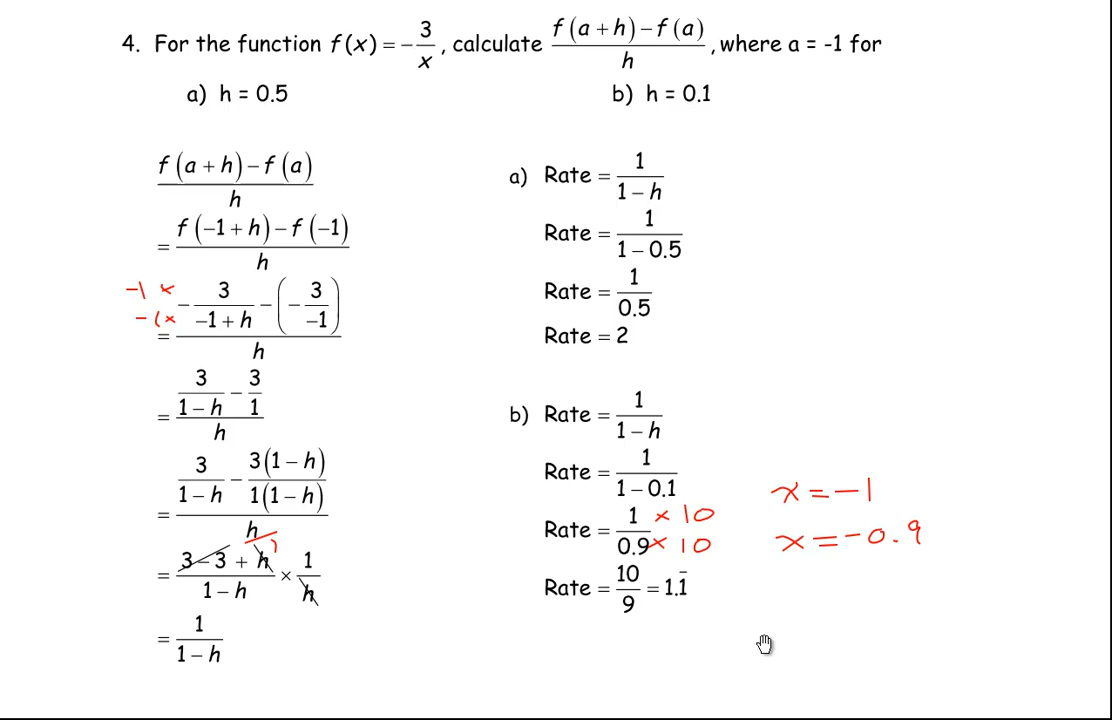 4. For the function f(x) = -3/x, calculate (f(a+h)-f(a))/h, where a = -1 for
a) h = 0.5 b) h = 0.1
(f(a+h)-f(a))/h
= (f(-1+h)-f(-1))/h
-1 ×
-1 ×
= (-3/(-1+h) - (-3/-1))/h
= (3/(1-h) - 3/1)/h
= (3/(1-h) - 3(1-h)/1(1-h))/h
= (3-3+h)/(1-h) × 1/h
1
= 1/(1-h)
a) Rate = 1/(1-h)
Rate = 1/(1-0.5)
Rate = 1/0.5
Rate = 2
b) Rate = 1/(1-h)
Rate = 1/(1-0.1)
Rate = 1/0.9 × 10 × 10
Rate = 10/9 = 1.1̄
x = -1
x = -0.9